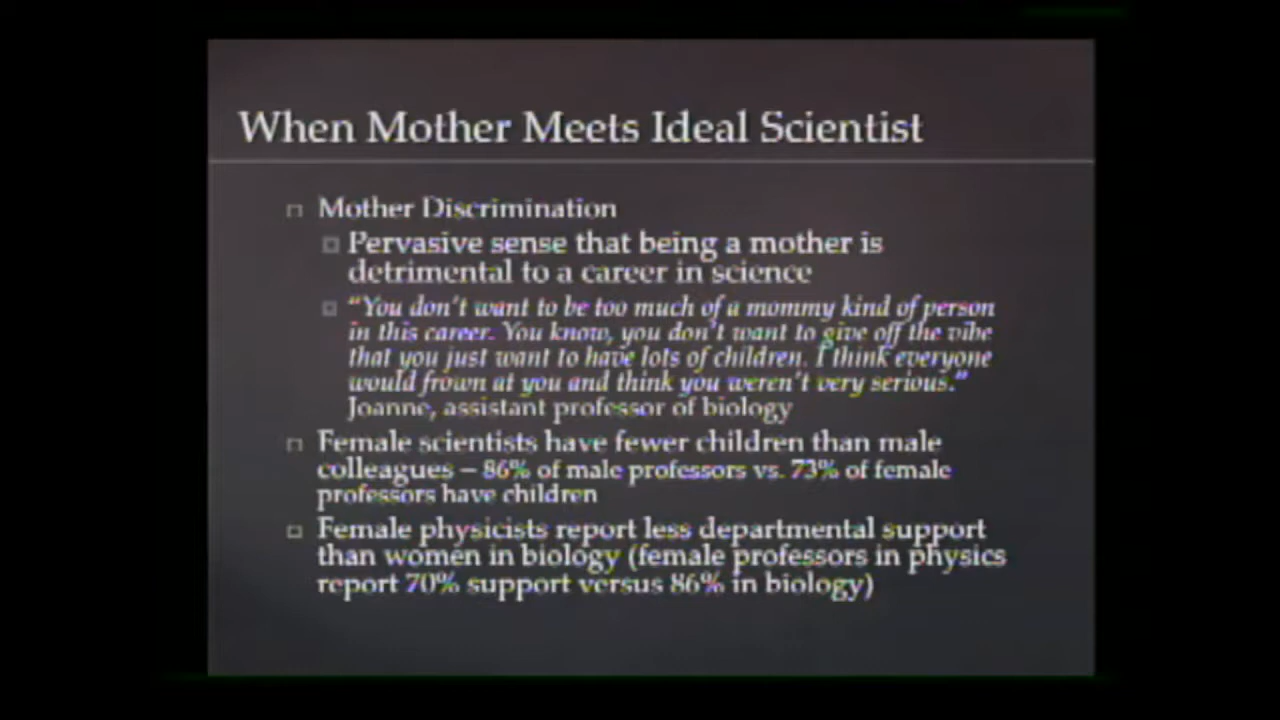 When Mother Meets Ideal Scientist
Mother Discrimination
Pervasive sense that being a mother is
detrimental to a career in science
"You don't want to be too much of a mommy kind of person
in this career. You know, you don't want to give off the vibe
that you just want to have lots of children. I think everyone
would frown at you and think you weren't very serious."
Joanne, assistant professor of biology
Female scientists have fewer children than male
colleagues – 86% of male professors vs. 73% of female
professors have children
Female physicists report less departmental support
than women in biology (female professors in physics
report 70% support versus 86% in biology)